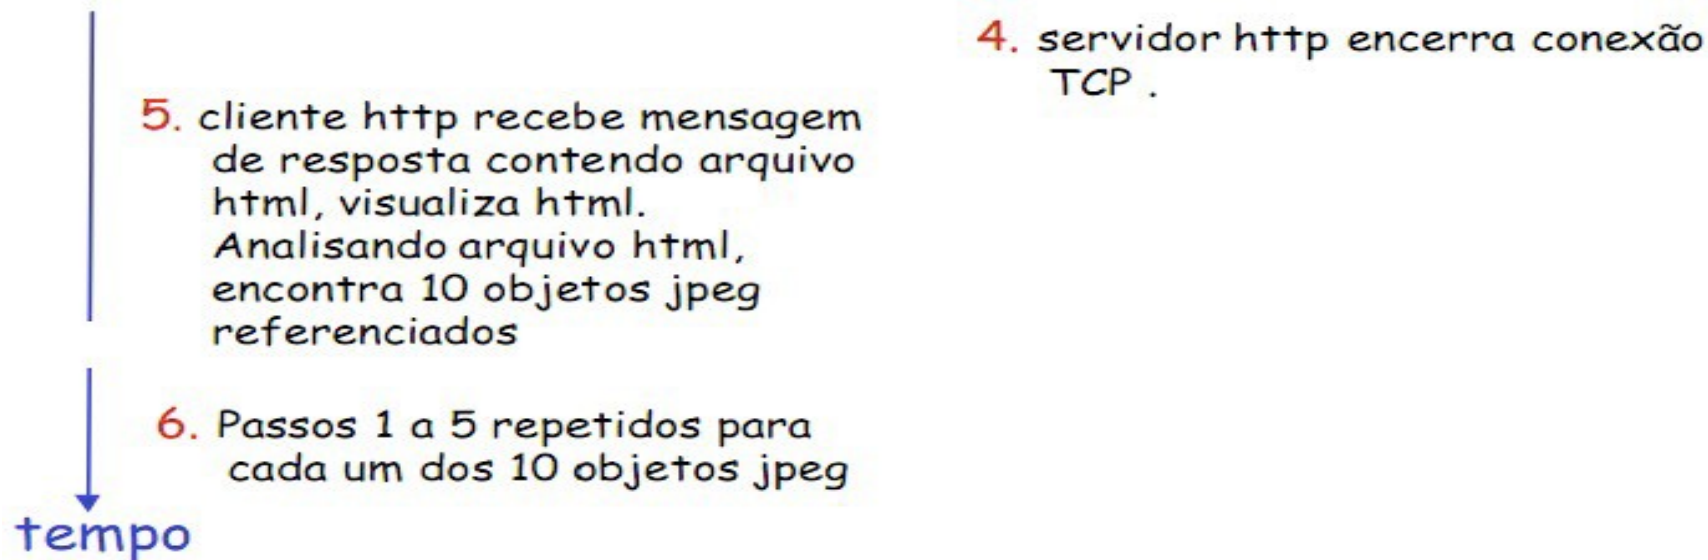 4. servidor http encerra conexão
TCP .
5. cliente http recebe mensagem
de resposta contendo arquivo
html, visualiza html.
Analisando arquivo html,
encontra 10 objetos jpeg
referenciados
6. Passos 1 a 5 repetidos para
cada um dos 10 objetos jpeg
tempo